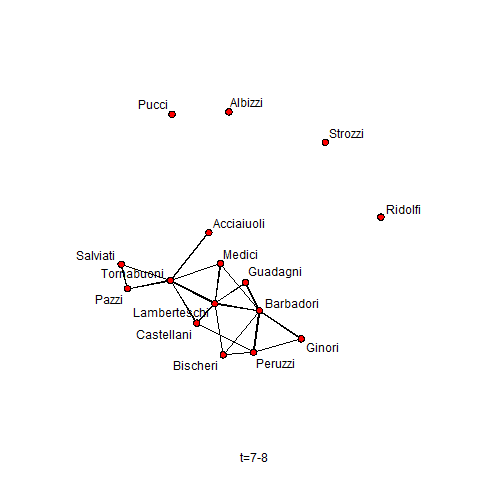 Pucci
Albizzi
Strozzi
Ridolfi
Acciaiuoli
Salviati
Medici
Tornabuoni
Guadagni
Pazzi
Barbadori
Lamberteschi
Castellani
Ginori
Bischeri
Peruzzi
t=7-8